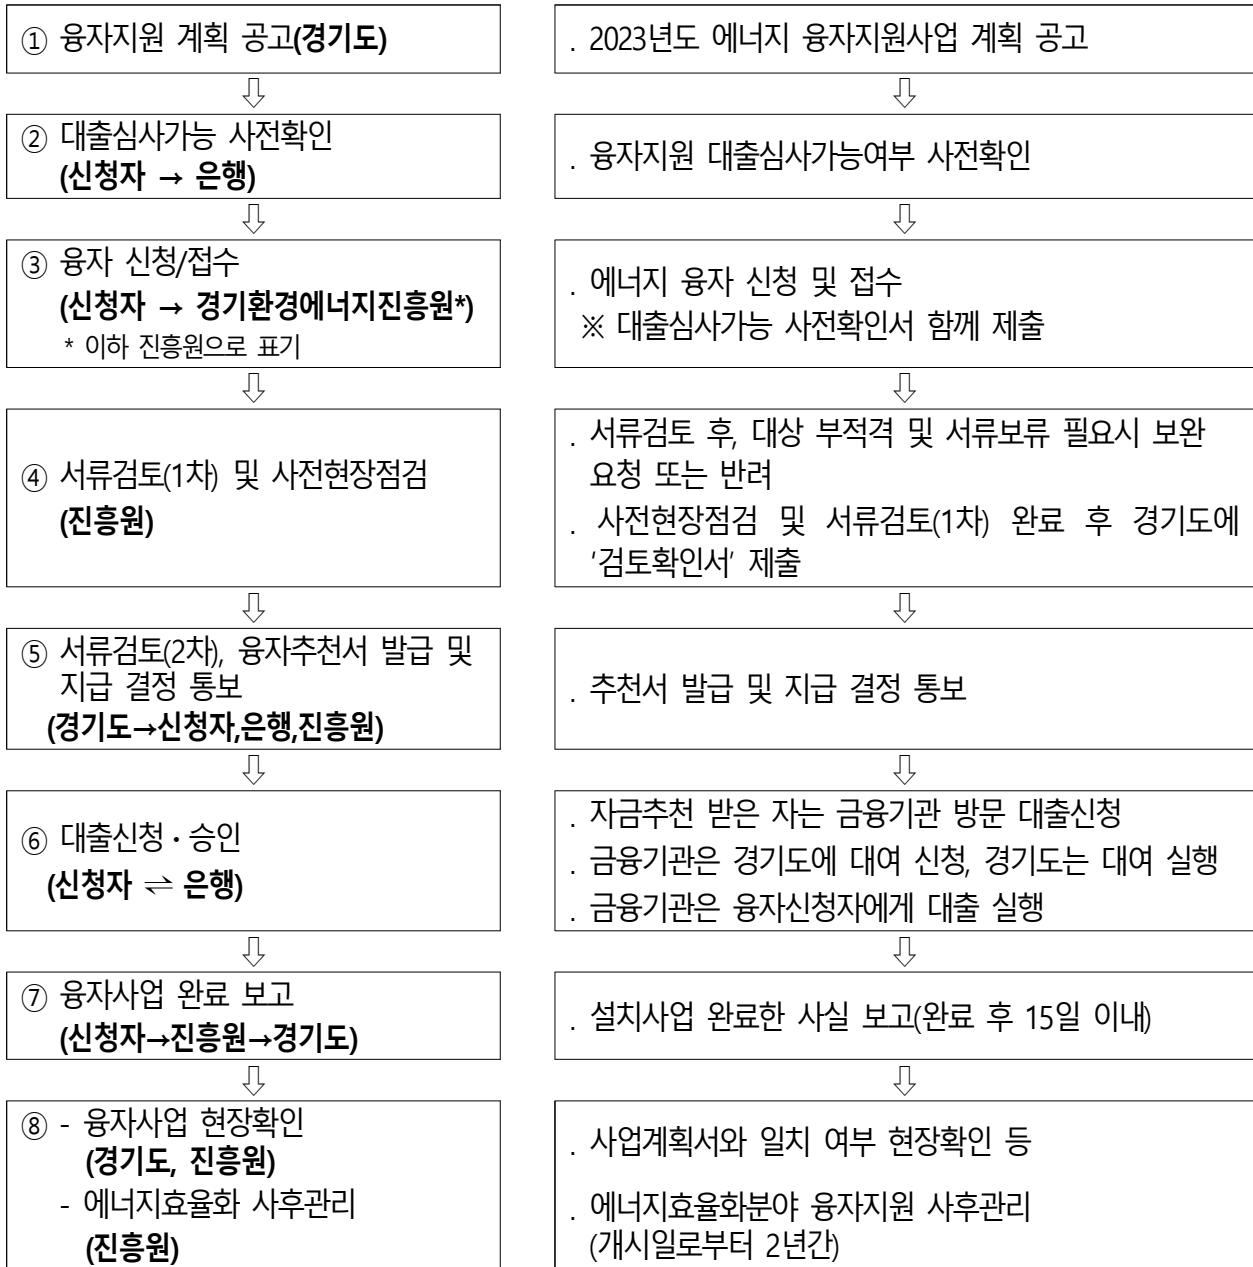 ① 융자지원 계획 공고(경기도)
. 2023년도 에너지 융자지원사업 계획 공고
⇩
⇩
② 대출심사가능 사전확인
(신청자 → 은행)
. 융자지원 대출심사가능여부 사전확인
⇩
⇩
③ 융자 신청/접수
(신청자 → 경기환경에너지진흥원*)
* 이하 진흥원으로 표기
. 에너지 융자 신청 및 접수
※ 대출심사가능 사전확인서 함께 제출
⇩
⇩
④ 서류검토(1차) 및 사전현장점검
(진흥원)
. 서류검토 후, 대상 부적격 및 서류보류 필요시 보완
요청 또는 반려
. 사전현장점검 및 서류검토(1차) 완료 후 경기도에
'검토확인서' 제출
⇩
⇩
⑤ 서류검토(2차), 융자추천서 발급 및
지급 결정 통보
(경기도→신청자,은행,진흥원)
. 추천서 발급 및 지급 결정 통보
⇩
⇩
⑥ 대출신청・승인
(신청자 ⇌ 은행)
. 자금추천 받은 자는 금융기관 방문 대출신청
. 금융기관은 경기도에 대여 신청, 경기도는 대여 실행
. 금융기관은 융자신청자에게 대출 실행
⇩
⇩
⑦ 융자사업 완료 보고
(신청자→진흥원→경기도)
. 설치사업 완료한 사실 보고(완료 후 15일 이내)
⇩
⇩
⑧ - 융자사업 현장확인
(경기도, 진흥원)
- 에너지효율화 사후관리
(진흥원)
. 사업계획서와 일치 여부 현장확인 등
. 에너지효율화분야 융자지원 사후관리
(개시일로부터 2년간)